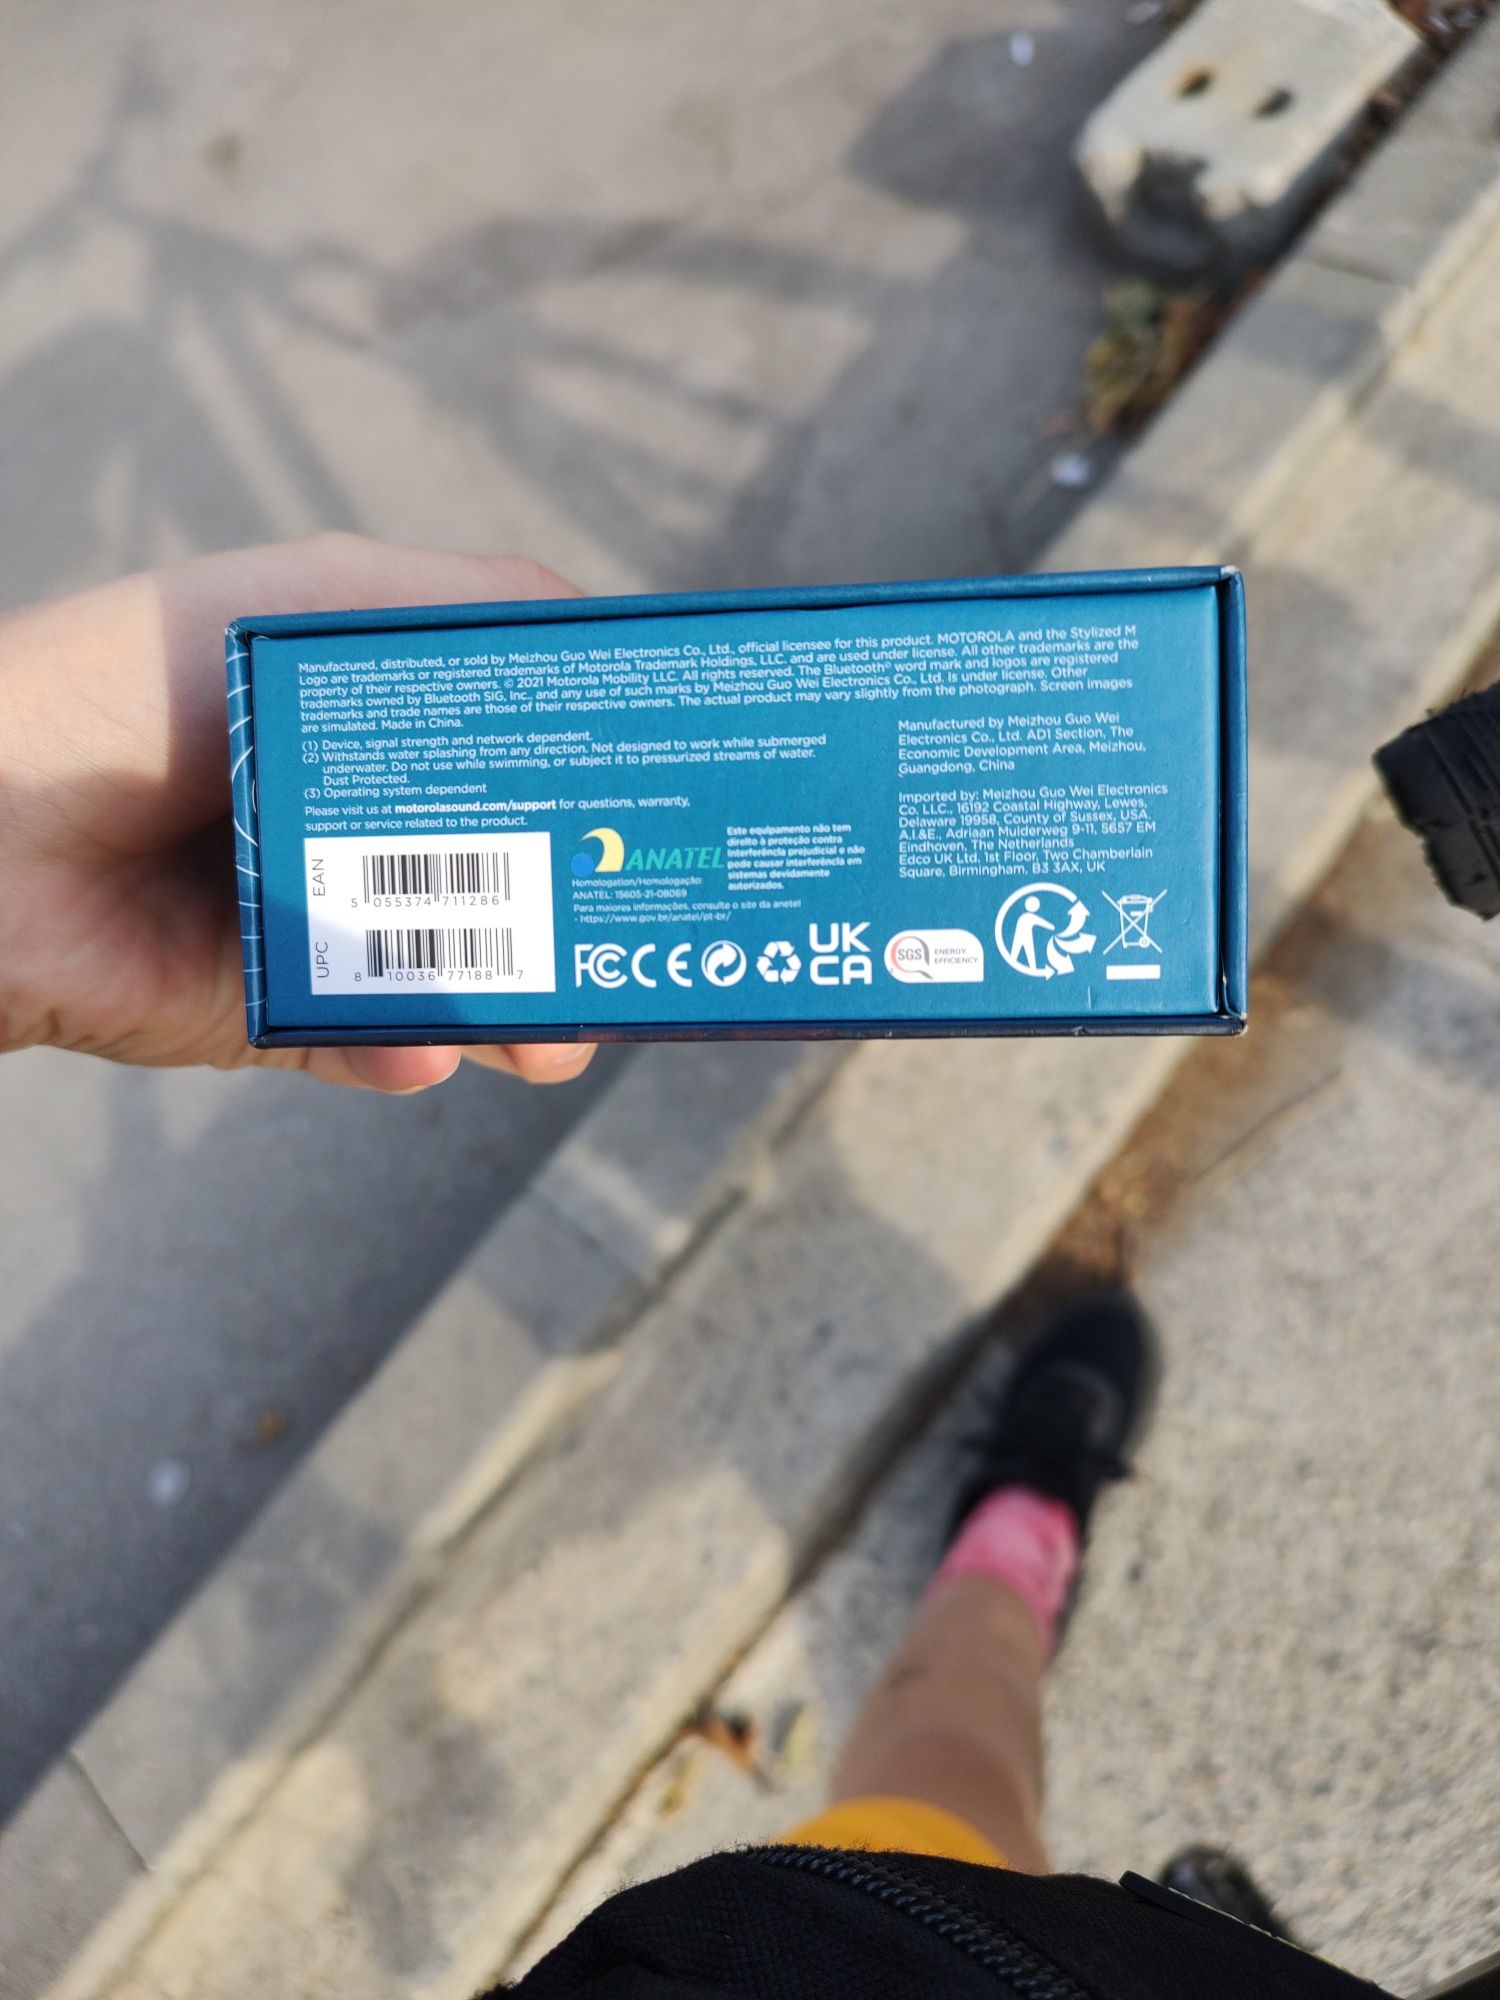 Manufactured, distributed, or sold by Meizhou Guo Wei Electronics Co., Ltd., official licensee for this product. MOTOROLA and the Stylized M
Logo are trademarks or registered trademarks of Motorola Trademark Holdings, LLC. and are used under license. All other trademarks are the
property of their respective owners. © 2021 Motorola Mobility LLC. All rights reserved. The Bluetooth® word mark and logos are registered
trademarks owned by Bluetooth SIG, Inc., and any use of such marks by Meizhou Guo Wei Electronics Co., Ltd. is under license. Other
trademarks and trade names are those of their respective owners. The actual product may vary slightly from the photograph. Screen images
are simulated. Made in China.
(1) Device, signal strength and network dependent.
(2) Withstands water splashing from any direction. Not designed to work while submerged
underwater. Do not use while swimming, or subject it to pressurized streams of water.
Dust Protected.
(3) Operating system dependent
Please visit us at motorolasound.com/support for questions, warranty,
support or service related to the product.
EAN
5 055374 711286
UPC
8 10036 77188 7
ANATEL
Homologation/Homologação:
ANATEL: 15605-21-08069
Este equipamento não tem
direito à proteção contra
interferência prejudicial e não
pode causar interferência em
sistemas devidamente
autorizados.
Para maiores informações, consulte o site da anetel
- https://www.gov.br/anatel/pt-br/
FC CE
UK
CA
SGS
ENERGY
EFFICIENCY
Manufactured by Meizhou Guo Wei
Electronics Co., Ltd. AD1 Section, The
Economic Development Area, Meizhou,
Guangdong, China
Imported by: Meizhou Guo Wei Electronics
Co. LLC., 16192 Coastal Highway, Lewes,
Delaware 19958, County of Sussex, USA.
A.I.&E., Adriaan Mulderweg 9-11, 5657 EM
Eindhoven, The Netherlands
Edco UK Ltd. 1st Floor, Two Chamberlain
Square, Birmingham, B3 3AX, UK